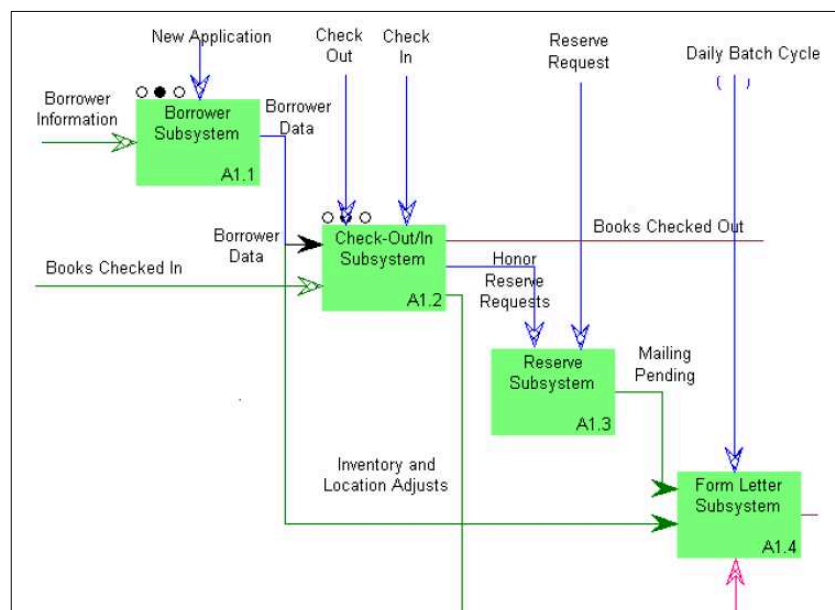 New Application
Check
Out
Check
In
Reserve
Request
Daily Batch Cycle
( )
Borrower
Information
Borrower
Subsystem
A1.1
Borrower
Data
Borrower
Data
Books Checked In
Check-Out/In
Subsystem
A1.2
Books Checked Out
Honor
Reserve
Requests
Reserve
Subsystem
A1.3
Mailing
Pending
Inventory and
Location Adjusts
Form Letter
Subsystem
A1.4